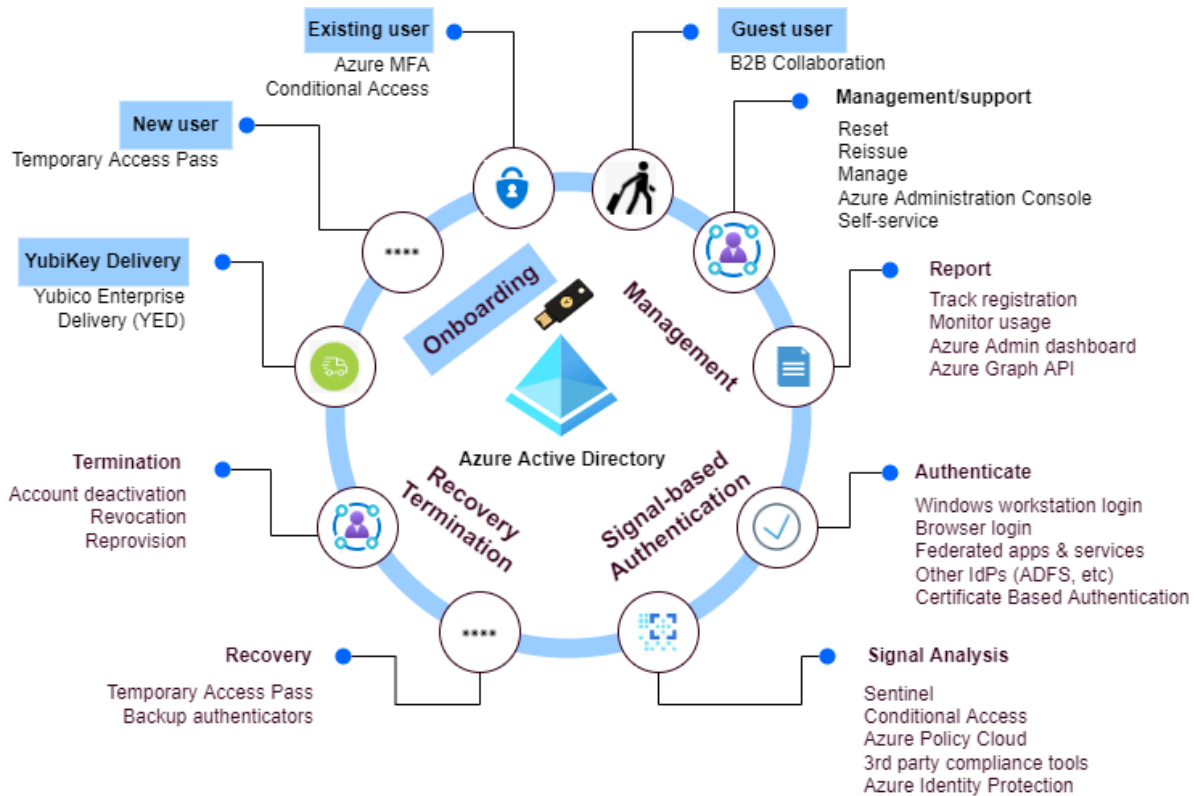 Existing user
Azure MFA
Conditional Access
Guest user
B2B Collaboration
New user
Temporary Access Pass
Management/support
Reset
Reissue
Manage
Azure Administration Console
Self-service
YubiKey Delivery
Yubico Enterprise
Delivery (YED)
Report
Track registration
Monitor usage
Azure Admin dashboard
Azure Graph API
****
Onboarding
Management
Azure Active Directory
Recovery
Termination
Signal-based
Authentication
Termination
Account deactivation
Revocation
Reprovision
Authenticate
Windows workstation login
Browser login
Federated apps & services
Other IdPs (ADFS, etc)
Certificate Based Authentication
****
Recovery
Temporary Access Pass
Backup authenticators
Signal Analysis
Sentinel
Conditional Access
Azure Policy Cloud
3rd party compliance tools
Azure Identity Protection